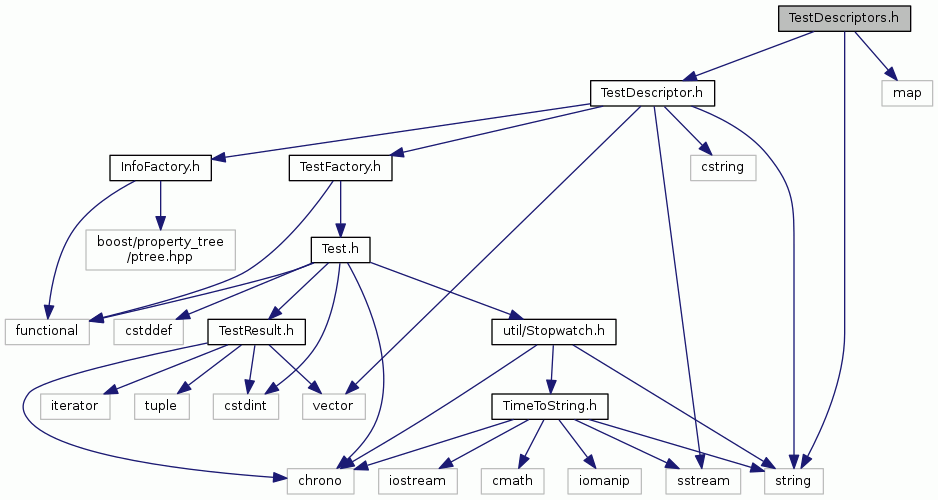 TestDescriptors.h
TestDescriptor.h
map
InfoFactory.h
TestFactory.h
cstring
boost/property_tree
/ptree.hpp
Test.h
functional
cstddef
TestResult.h
util/Stopwatch.h
iterator
tuple
cstdint
vector
TimeToString.h
chrono
iostream
cmath
iomanip
sstream
string